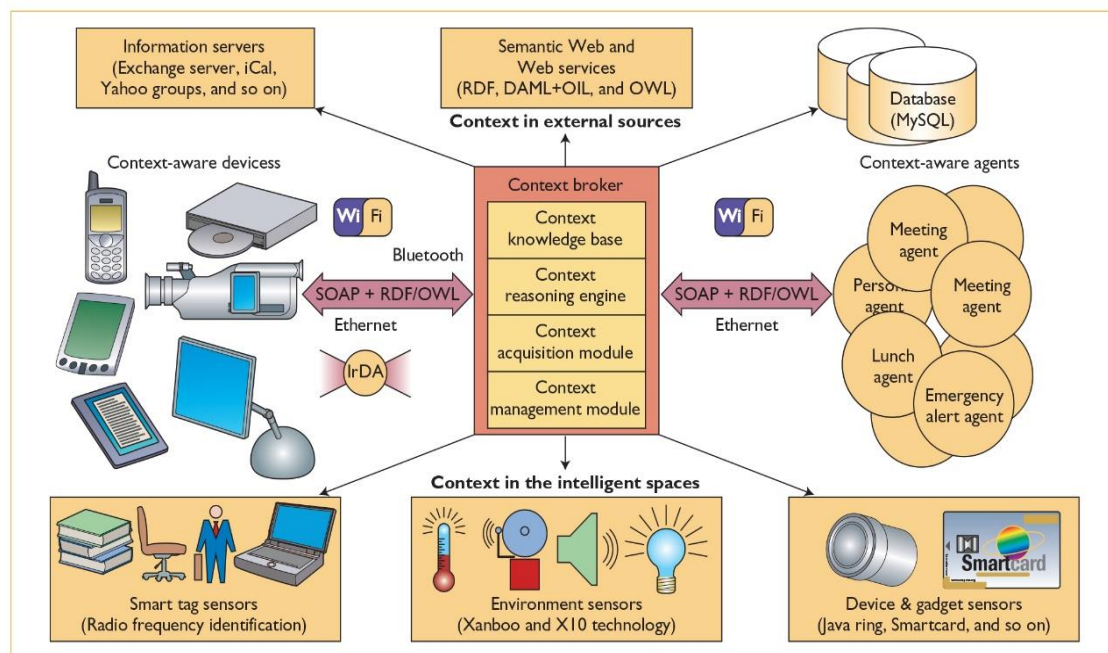 Information servers
(Exchange server, iCal,
Yahoo groups, and so on)
Semantic Web and
Web services
(RDF, DAML+OIL, and OWL)
Context in external sources
Database
(MySQL)
Context-aware devicess
Context-aware agents
Wi Fi
Bluetooth
SOAP + RDF/OWL
Ethernet
IrDA
Context broker
Context
knowledge base
Context
reasoning engine
Context
acquisition module
Context
management module
Wi Fi
SOAP + RDF/OWL
Ethernet
Meeting
agent
agent
Meeting
agent
Lunch
agent
Emergency
alert agent
Context in the intelligent spaces
Smart tag sensors
(Radio frequency identification)
Environment sensors
(Xanboo and X10 technology)
Smartcard
Device & gadget sensors
(Java ring, Smartcard, and so on)